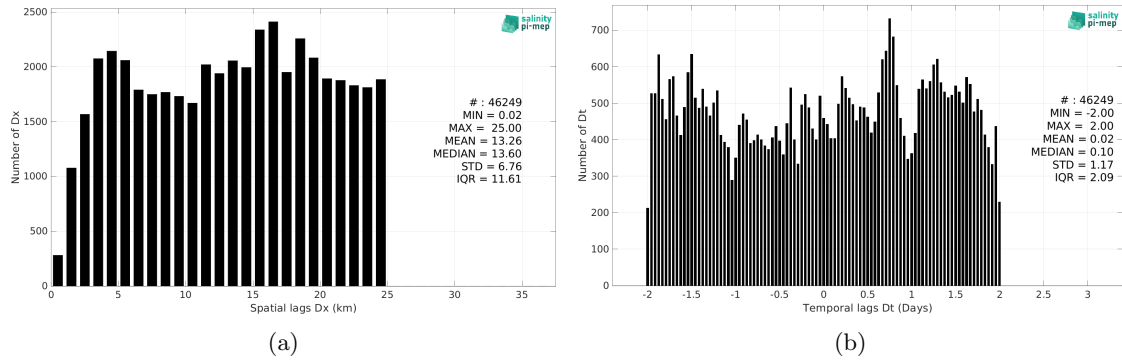 2500
2000
1500
1000
500
0
Number of Dx
0
5
10
15
20
25
30
35
Spatial lags Dx (km)
salinity
pi-mep
# : 46249
MIN = 0.02
MAX = 25.00
MEAN = 13.26
MEDIAN = 13.60
STD = 6.76
IQR = 11.61
(a)
700
600
500
400
300
200
100
0
Number of Dt
-2
-1.5
-1
-0.5
0
0.5
1
1.5
2
2.5
3
Temporal lags Dt (Days)
salinity
pi-mep
# : 46249
MIN = -2.00
MAX = 2.00
MEAN = 0.02
MEDIAN = 0.10
STD = 1.17
IQR = 2.09
(b)